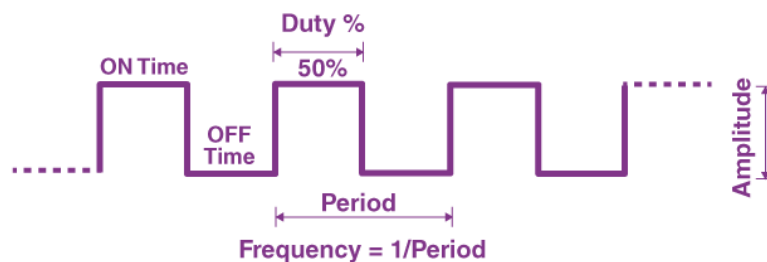 Duty %
ON Time
50%
OFF
Time
Amplitude
Period
Frequency = 1/Period